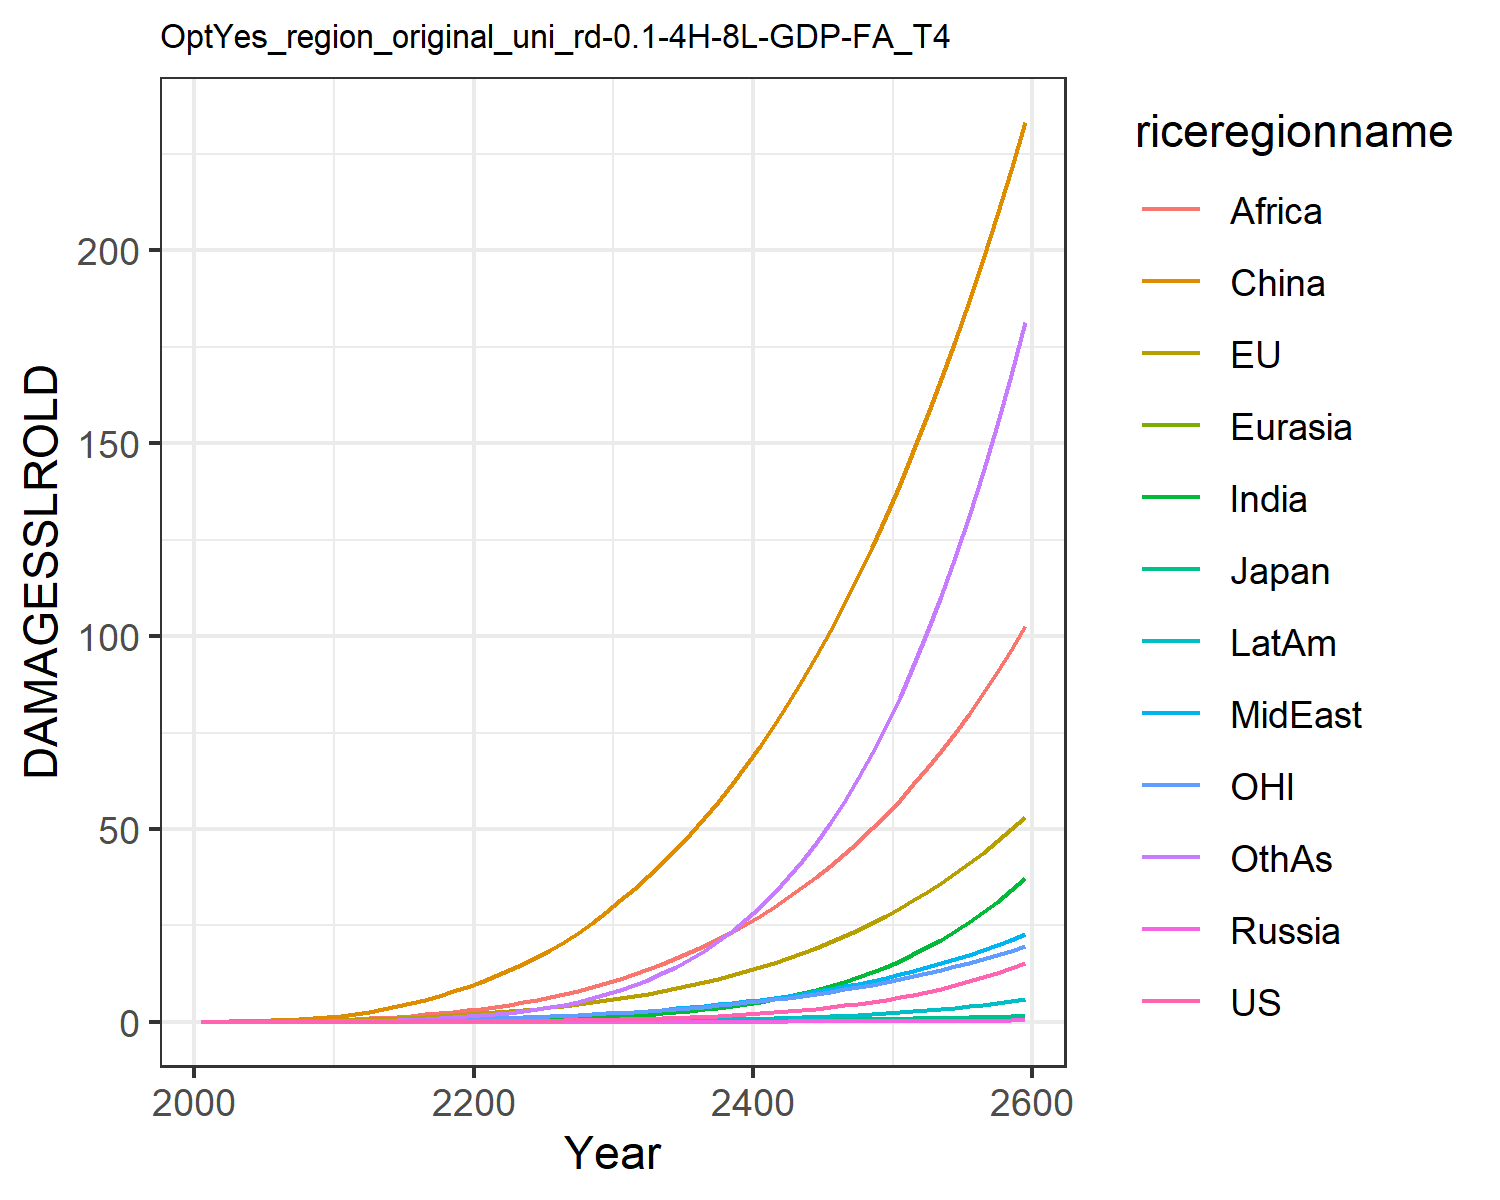 OptYes_region_original_uni_rd-0.1-4H-8L-GDP-FA_T4
DAMAGESSLROLD
200
150
100
50
0
2000
2200
2400
2600
Year
riceregionname
Africa
China
EU
Eurasia
India
Japan
LatAm
MidEast
OHI
OthAs
Russia
US